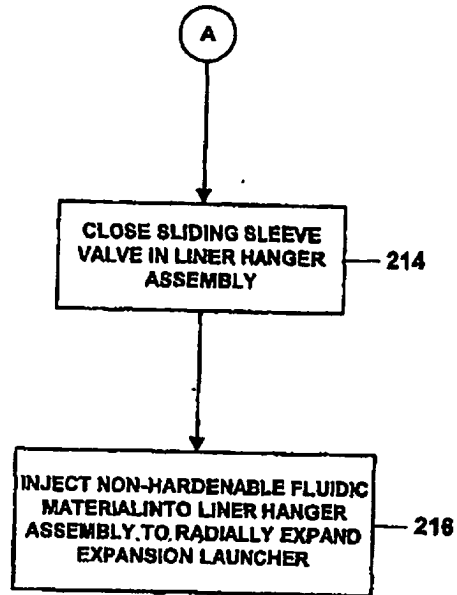 A
CLOSE SLIDING SLEEVE
VALVE IN LINER HANGER
ASSEMBLY
214
INJECT NON-HARDENABLE FLUIDIC
MATERIALINTO LINER HANGER
ASSEMBLY.TO RADIALLY EXPAND
EXPANSION LAUNCHER
216